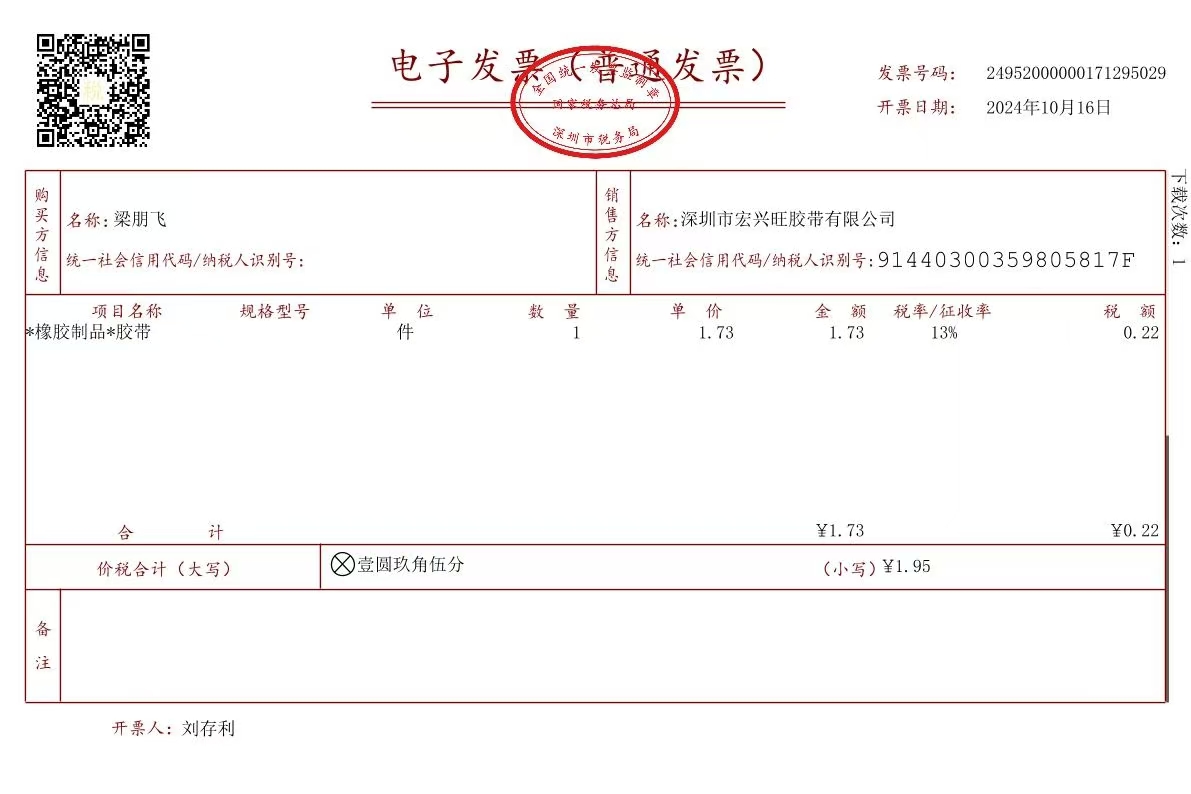 电子发票（普通发票）
全国统一发票监制章
国家税务总局
深圳市税务局
发票号码： 24952000000171295029
开票日期： 2024年10月16日
下载次数：1
购买方信息
名称：梁朋飞
统一社会信用代码/纳税人识别号：
销售方信息
名称：深圳市宏兴旺胶带有限公司
统一社会信用代码/纳税人识别号：91440300359805817F
项目名称 规格型号 单位 数量 单价 金额 税率/征收率 税额
*橡胶制品*胶带 件 1 1.73 1.73 13% 0.22
合计 ¥1.73 ¥0.22
价税合计（大写） ⊗壹圆玖角伍分 （小写）¥1.95
备注
开票人：刘存利